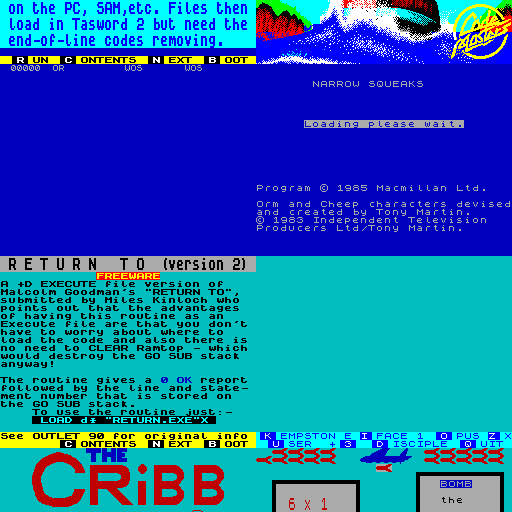 on the PC, SAM,etc. Files then
load in Tasword 2 but need the
end-of-line codes removing.
R UN C ONTENTS N EXT B OOT
00000 OR WOS WOS
Code Masters
NARROW SQUEAKS
Loading please wait.
Program © 1985 Macmillan Ltd.
Orm and Cheep characters devised
and created by Tony Martin.
© 1983 Independent Television
Producers Ltd/Tony Martin.
RETURN TO (version 2)
FREEWARE
A +D EXECUTE file version of
Malcolm Goodman's "RETURN TO",
submitted by Miles Kinloch who
points out that the advantages
of having this routine as an
Execute file are that you don't
have to worry about where to
load the code and also there is
no need to CLEAR Ramtop - which
would destroy the GO SUB stack
anyway!
The routine gives a 0 OK report
followed by the line and state-
ment number that is stored on
the GO SUB stack.
To use the routine just:-
LOAD d* "RETURN.EXE"X
See OUTLET 90 for original info
C ONTENTS N EXT B OOT
K EMPSTON E I FACE 1 O PUS Z X
U SER + 3 D ISCIPLE Q UIT
THE
CRiBB
6 x 1
BOMB
the